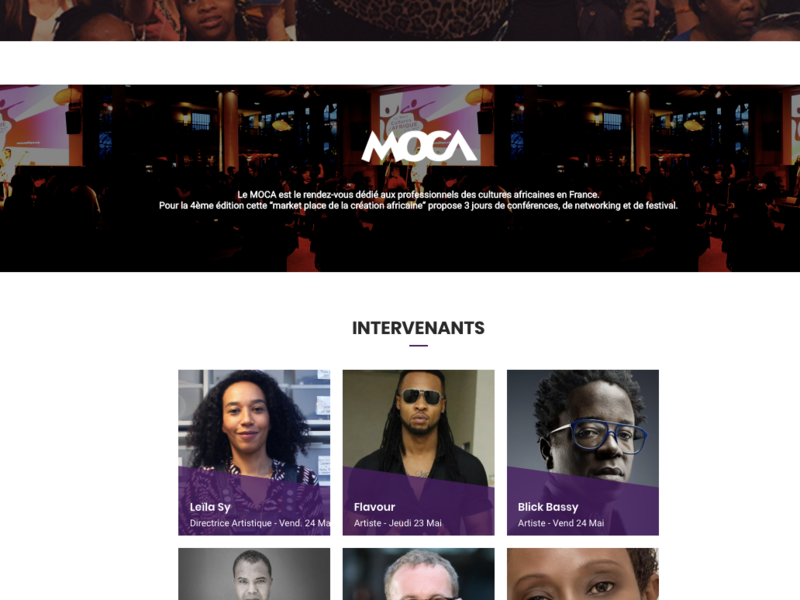 MOCA
Le MOCA est le rendez-vous dédié aux professionnels des cultures africaines en France.
Pour la 4ème édition cette “market place de la création africaine” propose 3 jours de conférences, de networking et de festival.
INTERVENANTS
Leïla Sy
Directrice Artistique - Vend. 24 Ma
Flavour
Artiste - Jeudi 23 Mai
Blick Bassy
Artiste - Vend 24 Mai